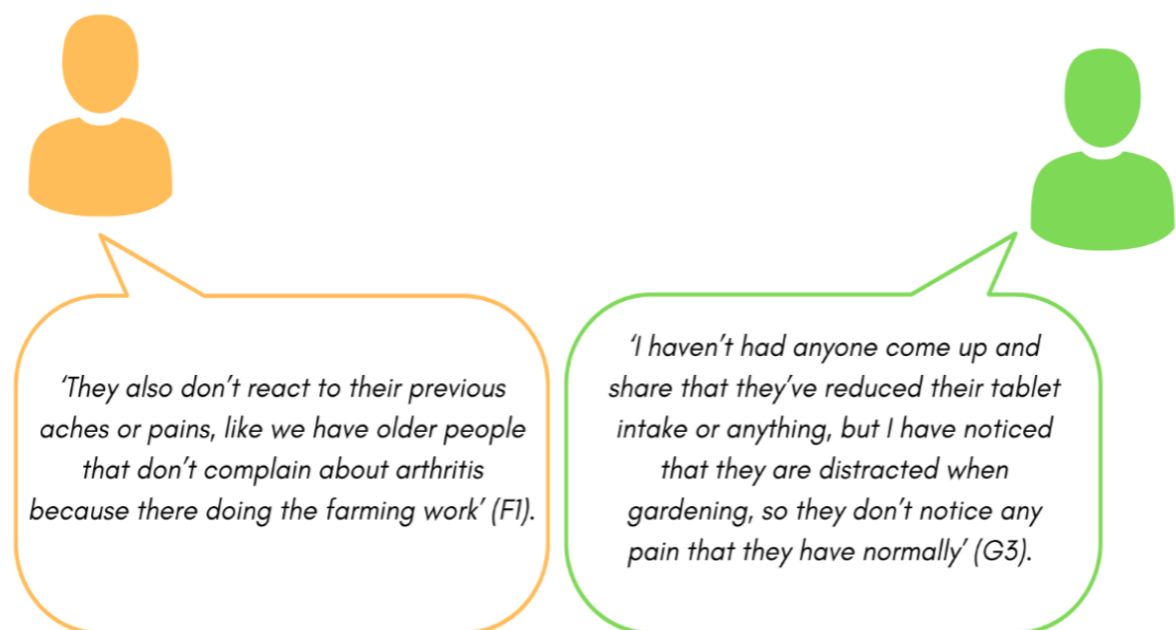 ‘They also don’t react to their previous
aches or pains, like we have older people
that don’t complain about arthritis
because there doing the farming work’ (F1).
‘I haven’t had anyone come up and
share that they’ve reduced their tablet
intake or anything, but I have noticed
that they are distracted when
gardening, so they don’t notice any
pain that they have normally’ (G3).